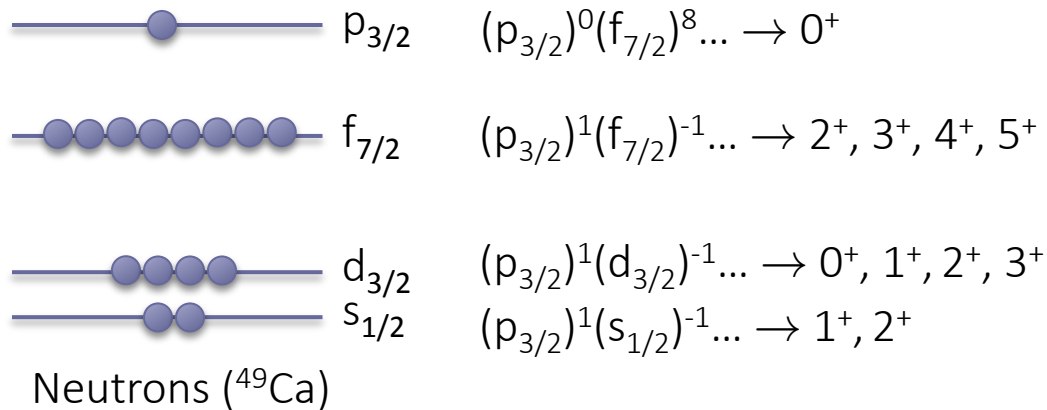 p₃/₂ (p₃/₂)⁰(f₇/₂)⁸... → 0⁺
f₇/₂ (p₃/₂)¹(f₇/₂)⁻¹... → 2⁺, 3⁺, 4⁺, 5⁺
d₃/₂ (p₃/₂)¹(d₃/₂)⁻¹... → 0⁺, 1⁺, 2⁺, 3⁺
s₁/₂ (p₃/₂)¹(s₁/₂)⁻¹... → 1⁺, 2⁺
Neutrons (⁴⁹Ca)